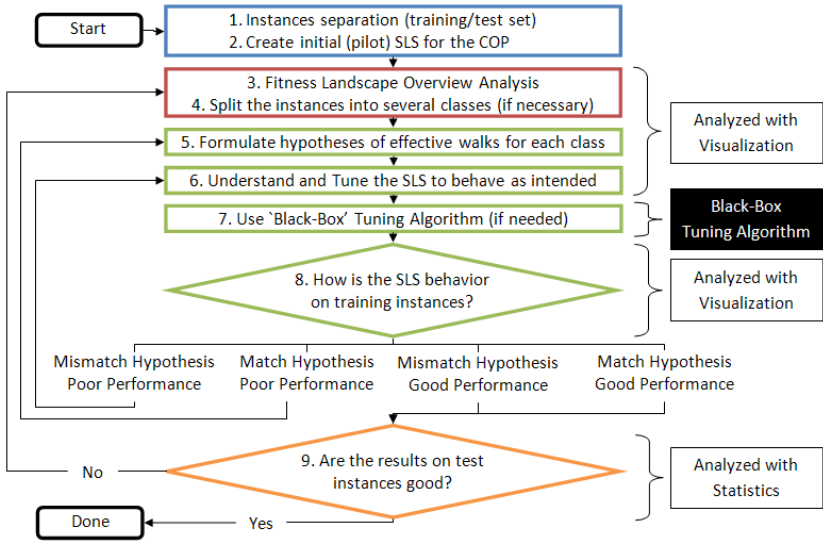 Start
1. Instances separation (training/test set)
2. Create initial (pilot) SLS for the COP
3. Fitness Landscape Overview Analysis
4. Split the instances into several classes (if necessary)
Analyzed with
Visualization
5. Formulate hypotheses of effective walks for each class
6. Understand and Tune the SLS to behave as intended
7. Use `Black-Box' Tuning Algorithm (if needed)
Black-Box
Tuning Algorithm
8. How is the SLS behavior
on training instances?
Analyzed with
Visualization
Mismatch Hypothesis
Poor Performance
Match Hypothesis
Poor Performance
Mismatch Hypothesis
Good Performance
Match Hypothesis
Good Performance
No
9. Are the results on test
instances good?
Analyzed with
Statistics
Done
Yes